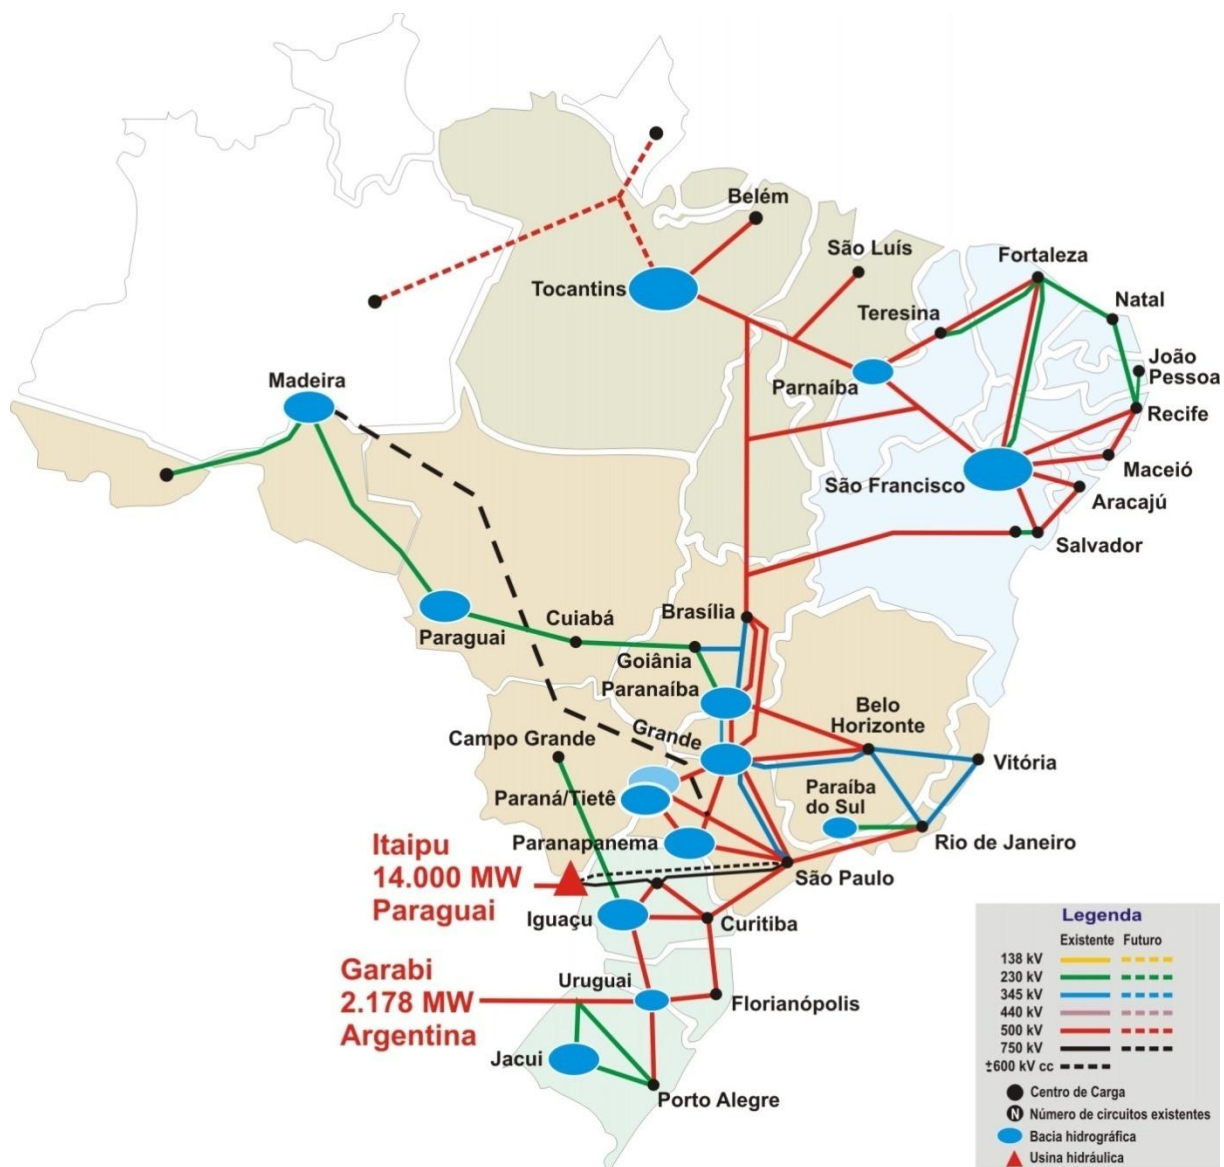 Belém
São Luís
Fortaleza
Tocantins
Teresina
Natal
João
Pessoa
Parnaíba
Madeira
Recife
São Francisco
Maceió
Aracajú
Salvador
Cuiabá
Brasília
Paraguai
Goiânia
Paranaíba
Belo
Horizonte
Grande
Campo Grande
Vitória
Paraná/Tietê
Paraíba
do Sul
Paranapanema
Rio de Janeiro
Itaipu
14.000 MW
Paraguai
São Paulo
Iguaçu
Curitiba
Garabi
2.178 MW
Argentina
Uruguai
Florianópolis
Jacui
Porto Alegre
Legenda
Existente Futuro
138 kV
230 kV
345 kV
440 kV
500 kV
750 kV
±600 kV cc
Centro de Carga
N Número de circuitos existentes
Bacia hidrográfica
Usina hidráulica